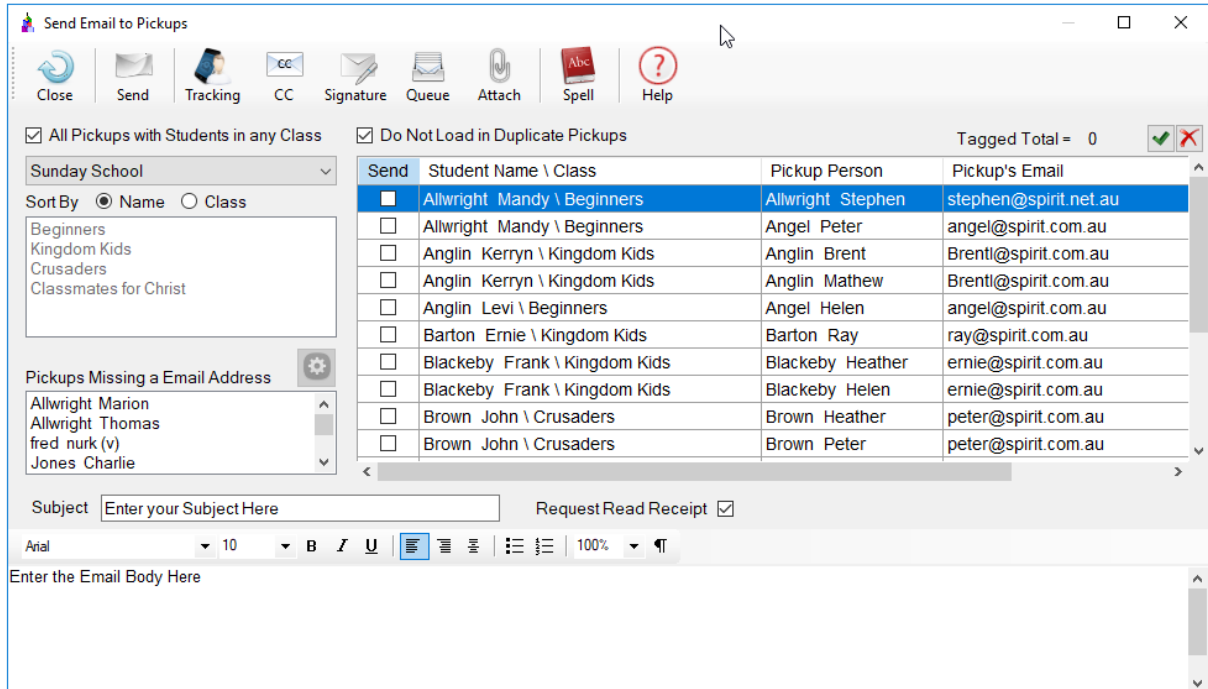 Send Email to Pickups
Close Send Tracking CC Signature Queue Attach Spell Help
CC
Abc
?
All Pickups with Students in any Class
Do Not Load in Duplicate Pickups
Tagged Total = 0
Sunday School
Sort By Name Class
Beginners
Kingdom Kids
Crusaders
Classmates for Christ
Pickups Missing a Email Address
Allwright Marion
Allwright Thomas
fred nurk (v)
Jones Charlie
Send Student Name \ Class Pickup Person Pickup's Email
Allwright Mandy \ Beginners Allwright Stephen stephen@spirit.net.au
Allwright Mandy \ Beginners Angel Peter angel@spirit.com.au
Anglin Kerryn \ Kingdom Kids Anglin Brent Brentl@spirit.com.au
Anglin Kerryn \ Kingdom Kids Anglin Mathew Brentl@spirit.com.au
Anglin Levi \ Beginners Angel Helen angel@spirit.com.au
Barton Ernie \ Kingdom Kids Barton Ray ray@spirit.com.au
Blackeby Frank \ Kingdom Kids Blackeby Heather ernie@spirit.com.au
Blackeby Frank \ Kingdom Kids Blackeby Helen ernie@spirit.com.au
Brown John \ Crusaders Brown Heather peter@spirit.com.au
Brown John \ Crusaders Brown Peter peter@spirit.com.au
Subject Enter your Subject Here Request Read Receipt
Arial 10 B I U 100% ¶
Enter the Email Body Here